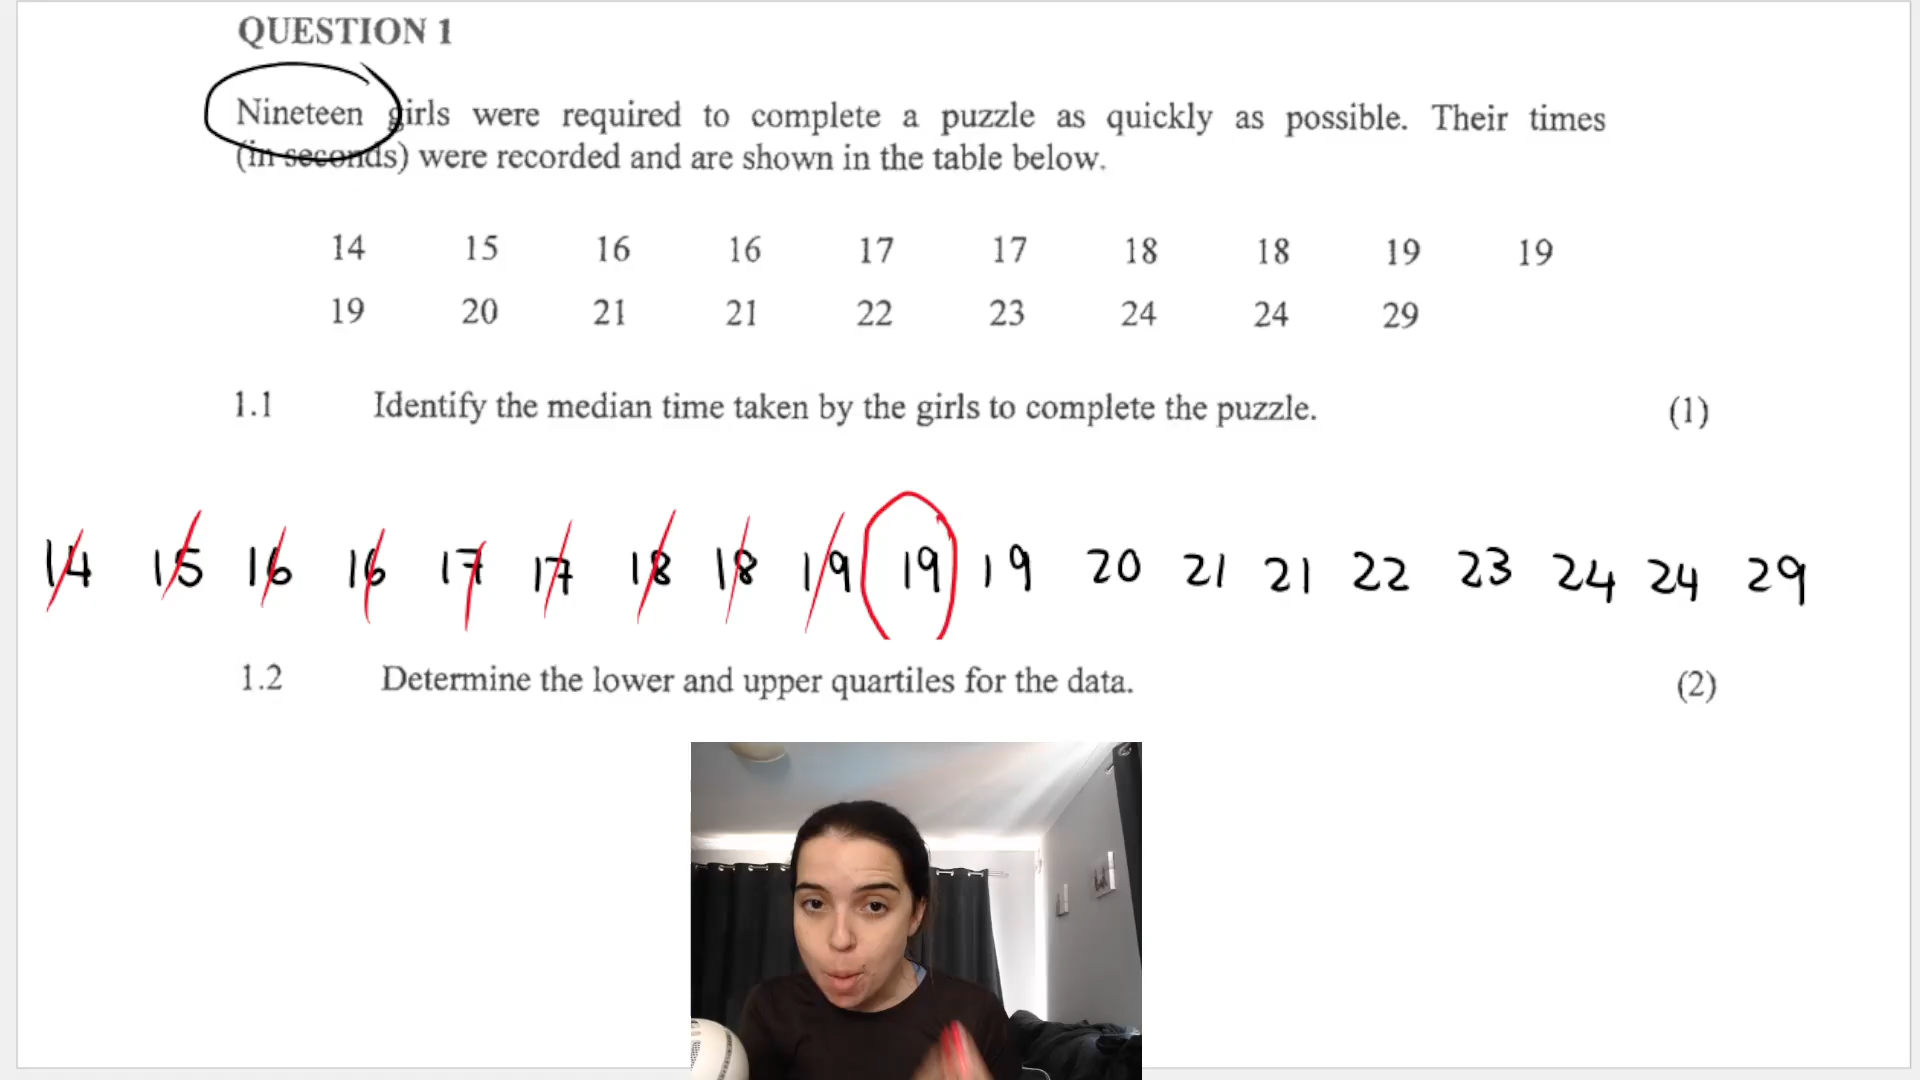 QUESTION 1
Nineteen girls were required to complete a puzzle as quickly as possible. Their times
(in seconds) were recorded and are shown in the table below.
14 15 16 16 17 17 18 18 19 19
19 20 21 21 22 23 24 24 29
1.1 Identify the median time taken by the girls to complete the puzzle. (1)
14 15 16 16 17 17 18 18 19 19 19 20 21 21 22 23 24 24 29
1.2 Determine the lower and upper quartiles for the data. (2)